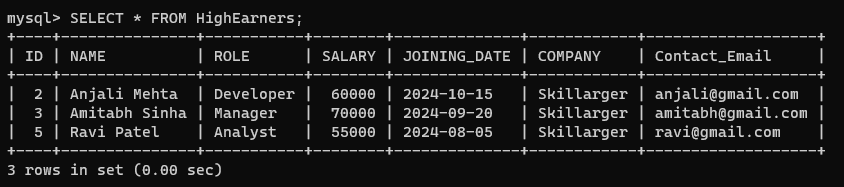 mysql> SELECT * FROM HighEarners;
+----+---------------+-----------+--------+--------------+------------+-------------------+
| ID | NAME          | ROLE      | SALARY | JOINING_DATE | COMPANY    | Contact_Email     |
+----+---------------+-----------+--------+--------------+------------+-------------------+
|  2 | Anjali Mehta  | Developer |  60000 | 2024-10-15   | Skillarger | anjali@gmail.com  |
|  3 | Amitabh Sinha | Manager   |  70000 | 2024-09-20   | Skillarger | amitabh@gmail.com |
|  5 | Ravi Patel    | Analyst   |  55000 | 2024-08-05   | Skillarger | ravi@gmail.com    |
+----+---------------+-----------+--------+--------------+------------+-------------------+
3 rows in set (0.00 sec)